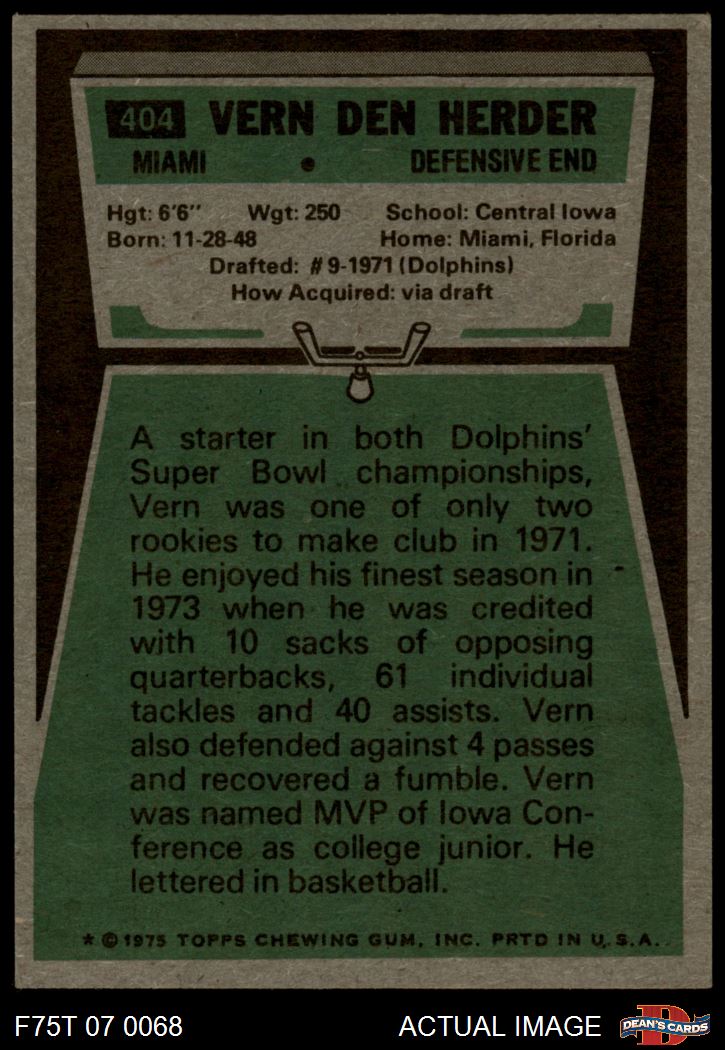 404 VERN DEN HERDER
MIAMI • DEFENSIVE END
Hgt: 6'6" Wgt: 250 School: Central Iowa
Born: 11-28-48 Home: Miami, Florida
Drafted: #9-1971 (Dolphins)
How Acquired: via draft
A starter in both Dolphins'
Super Bowl championships,
Vern was one of only two
rookies to make club in 1971.
He enjoyed his finest season in
1973 when he was credited
with 10 sacks of opposing
quarterbacks, 61 individual
tackles and 40 assists. Vern
also defended against 4 passes
and recovered a fumble. Vern
was named MVP of Iowa Con-
ference as college junior. He
lettered in basketball.
* © 1975 TOPPS CHEWING GUM, INC. PRTD IN U.S.A.
F75T 07 0068 ACTUAL IMAGE D DEAN'S CARDS